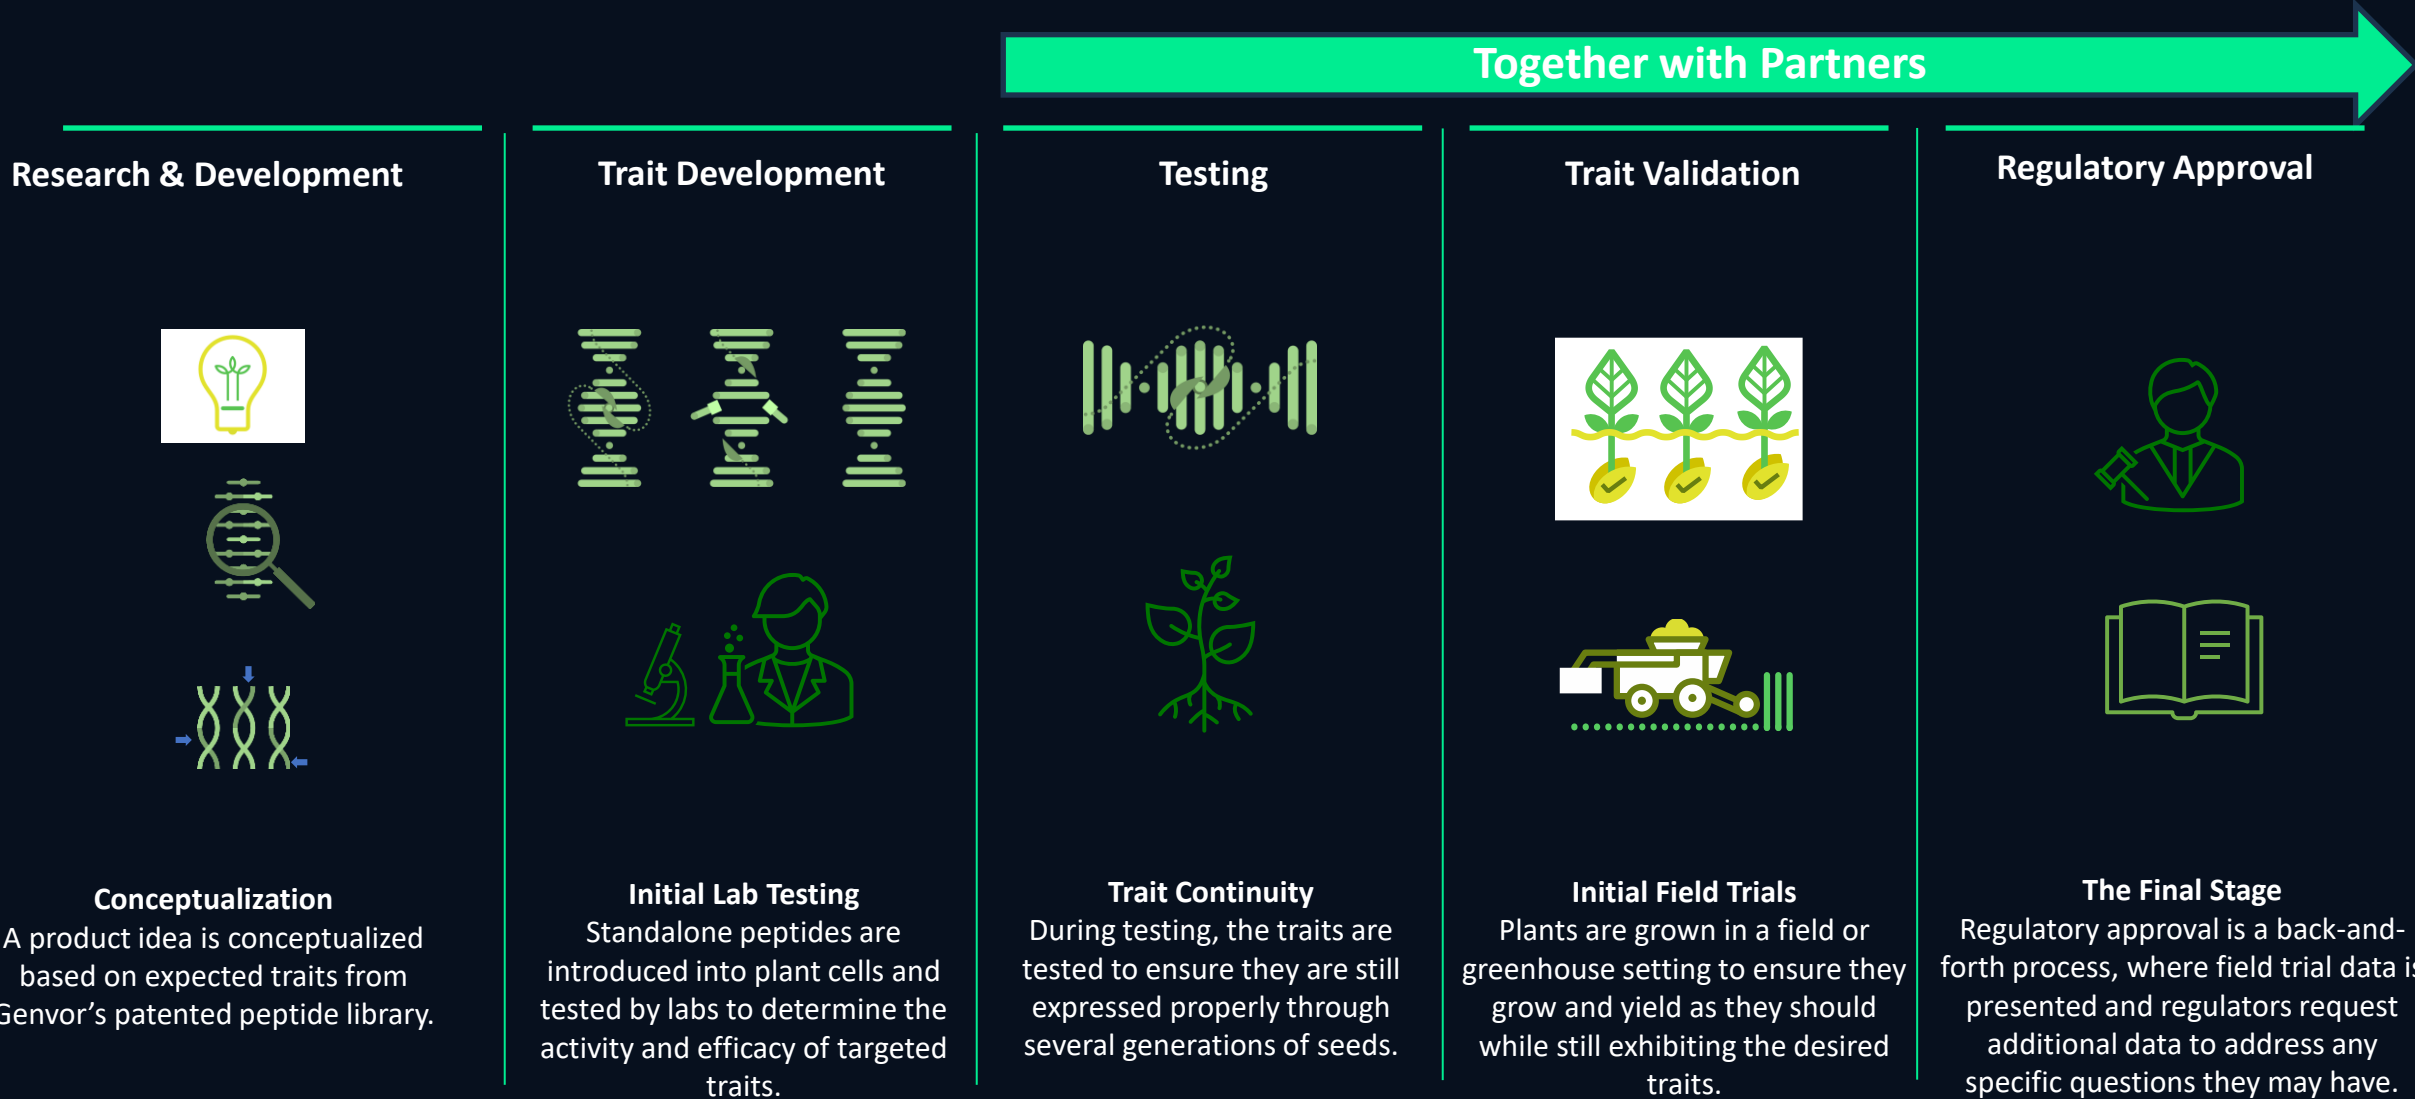 Together with Partners
Research & Development
Conceptualization
A product idea is conceptualized
based on expected traits from
Genvor’s patented peptide library.
Trait Development
Initial Lab Testing
Standalone peptides are
introduced into plant cells and
tested by labs to determine the
activity and efficacy of targeted
traits.
Testing
Trait Continuity
During testing, the traits are
tested to ensure they are still
expressed properly through
several generations of seeds.
Trait Validation
Initial Field Trials
Plants are grown in a field or
greenhouse setting to ensure they
grow and yield as they should
while still exhibiting the desired
traits.
Regulatory Approval
The Final Stage
Regulatory approval is a back-and-
forth process, where field trial data is
presented and regulators request
additional data to address any
specific questions they may have.